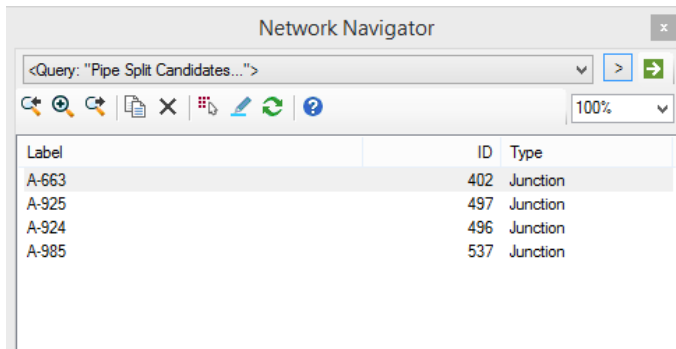 Network Navigator
x
<Query: "Pipe Split Candidates...">
>
100%
Label ID Type
A-663 402 Junction
A-925 497 Junction
A-924 496 Junction
A-985 537 Junction